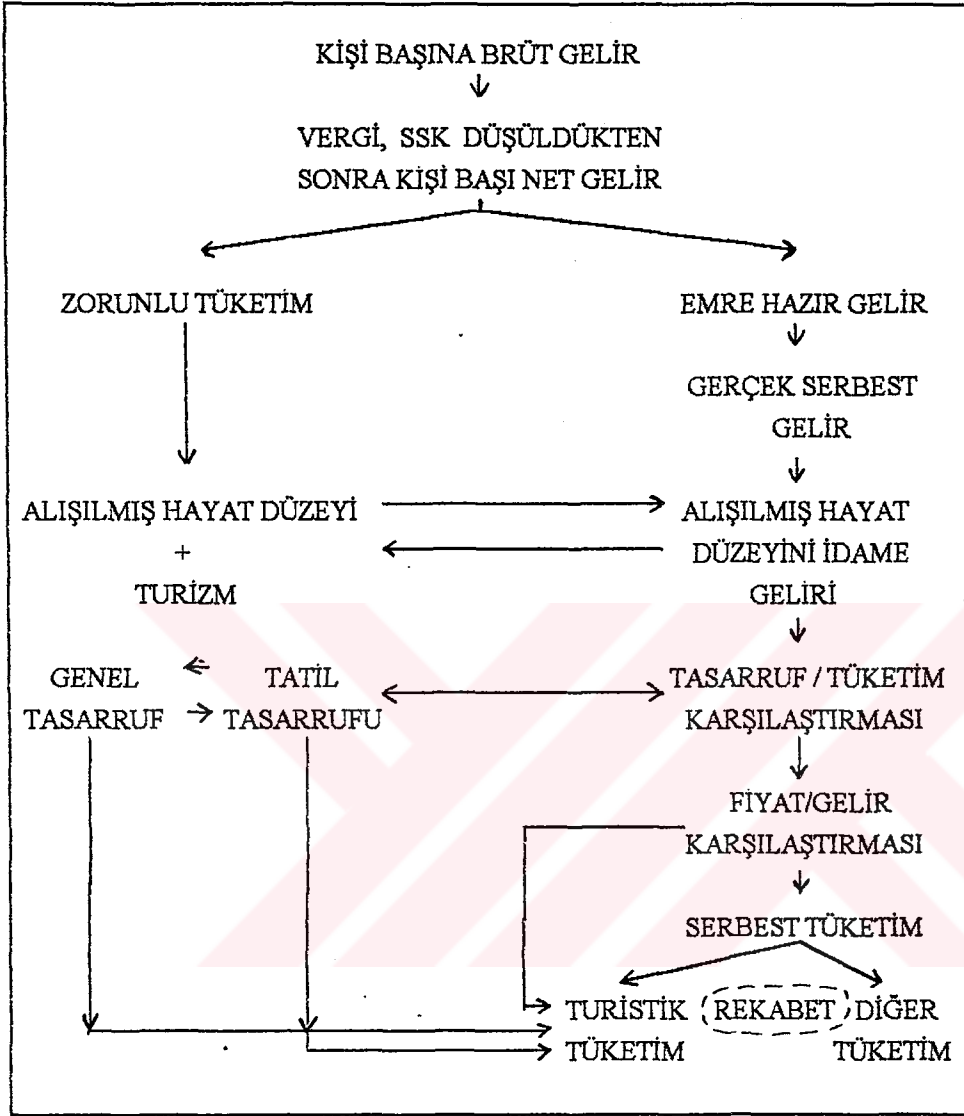 KİŞİ BAŞINA BRÜT GELİR
VERGİ, SSK DÜŞÜLDÜKTEN
SONRA KİŞİ BAŞI NET GELİR
ZORUNLU TÜKETİM
EMRE HAZIR GELİR
GERÇEK SERBEST
GELİR
ALIŞILMIŞ HAYAT DÜZEYİ
+
TURİZM
ALIŞILMIŞ HAYAT
DÜZEYİNİ İDAME
GELİRİ
GENEL
TASARRUF
TATİL
TASARRUFU
TASARRUF / TÜKETİM
KARŞILAŞTIRMASI
FİYAT/GELİR
KARŞILAŞTIRMASI
SERBEST TÜKETİM
TURİSTİK
TÜKETİM
REKABET
DİĞER
TÜKETİM